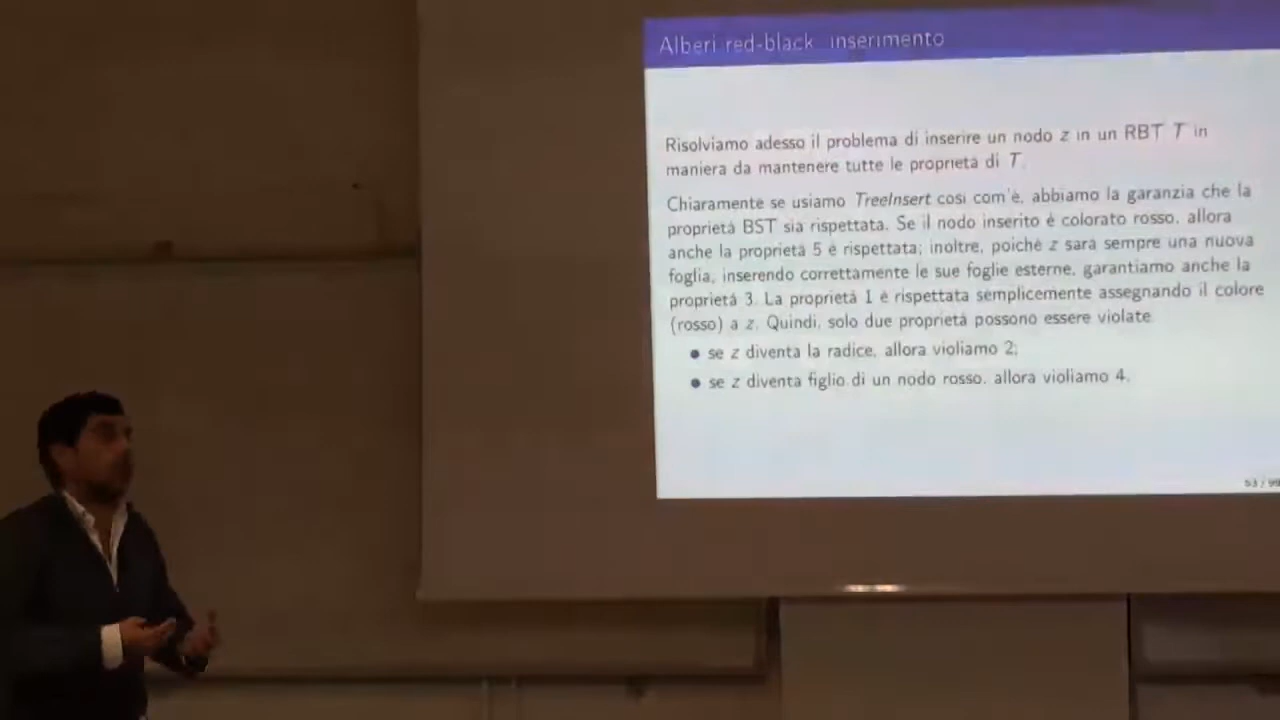 Alberi red-black inserimento
Risolviamo adesso il problema di inserire un nodo z in un RBT T in
maniera da mantenere tutte le proprietà di T.
Chiaramente se usiamo TreeInsert così com'è, abbiamo la garanzia che la
proprietà BST sia rispettata. Se il nodo inserito è colorato rosso, allora
anche la proprietà 5 è rispettata; inoltre, poiché z sarà sempre una nuova
foglia, inserendo correttamente le sue foglie esterne, garantiamo anche la
proprietà 3. La proprietà 1 è rispettata semplicemente assegnando il colore
(rosso) a z. Quindi, solo due proprietà possono essere violate
● se z diventa la radice, allora violiamo 2;
● se z diventa figlio di un nodo rosso, allora violiamo 4.
53 / 99